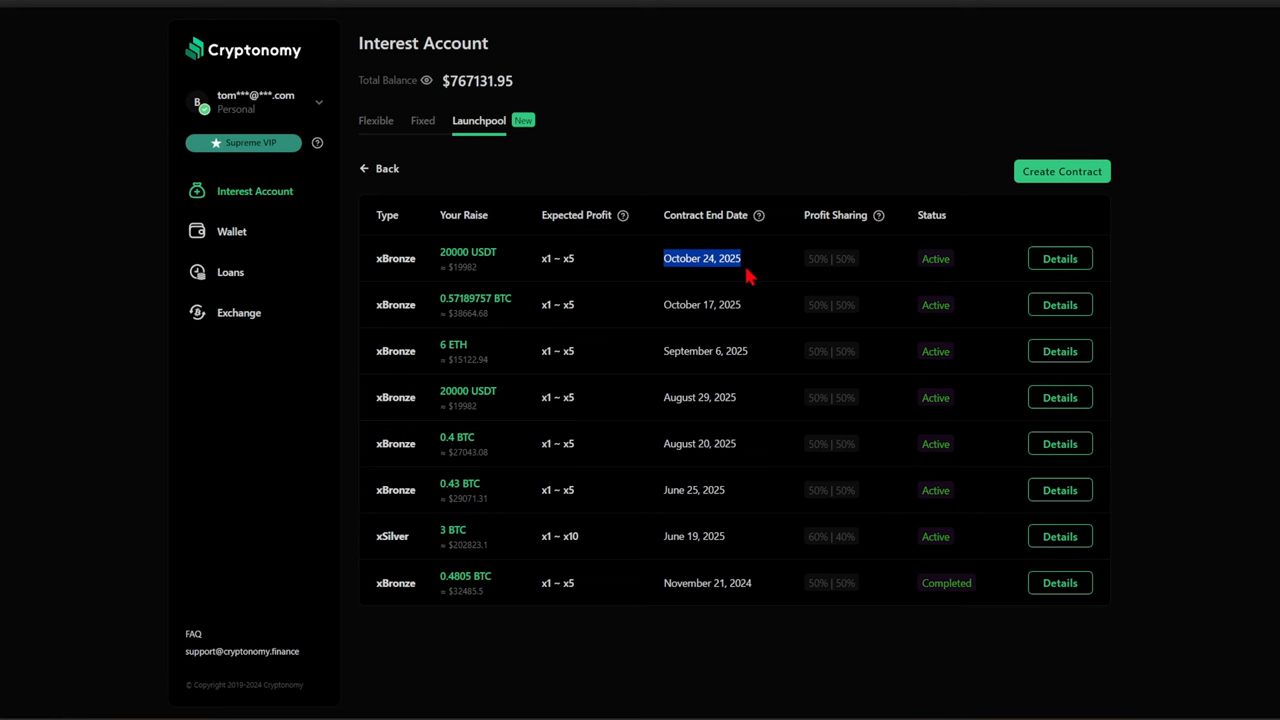 Cryptonomy
Interest Account
Total Balance $767131.95
B tom***@***.com
Personal
Supreme VIP
Flexible Fixed Launchpool New
Back
Create Contract
Interest Account
Wallet
Loans
Exchange
Type Your Raise Expected Profit Contract End Date Profit Sharing Status
xBronze 20000 USDT x1 ~ x5 October 24, 2025 50% | 50% Active Details
≈ $19982
xBronze 0.57189757 BTC x1 ~ x5 October 17, 2025 50% | 50% Active Details
≈ $38664.68
xBronze 6 ETH x1 ~ x5 September 6, 2025 50% | 50% Active Details
≈ $15122.94
xBronze 20000 USDT x1 ~ x5 August 29, 2025 50% | 50% Active Details
≈ $19982
xBronze 0.4 BTC x1 ~ x5 August 20, 2025 50% | 50% Active Details
≈ $27043.08
xBronze 0.43 BTC x1 ~ x5 June 25, 2025 50% | 50% Active Details
≈ $29071.31
xSilver 3 BTC x1 ~ x10 June 19, 2025 60% | 40% Active Details
≈ $202823.1
xBronze 0.4805 BTC x1 ~ x5 November 21, 2024 50% | 50% Completed Details
≈ $32485.5
FAQ
support@cryptonomy.finance
© Copyright 2019-2024 Cryptonomy